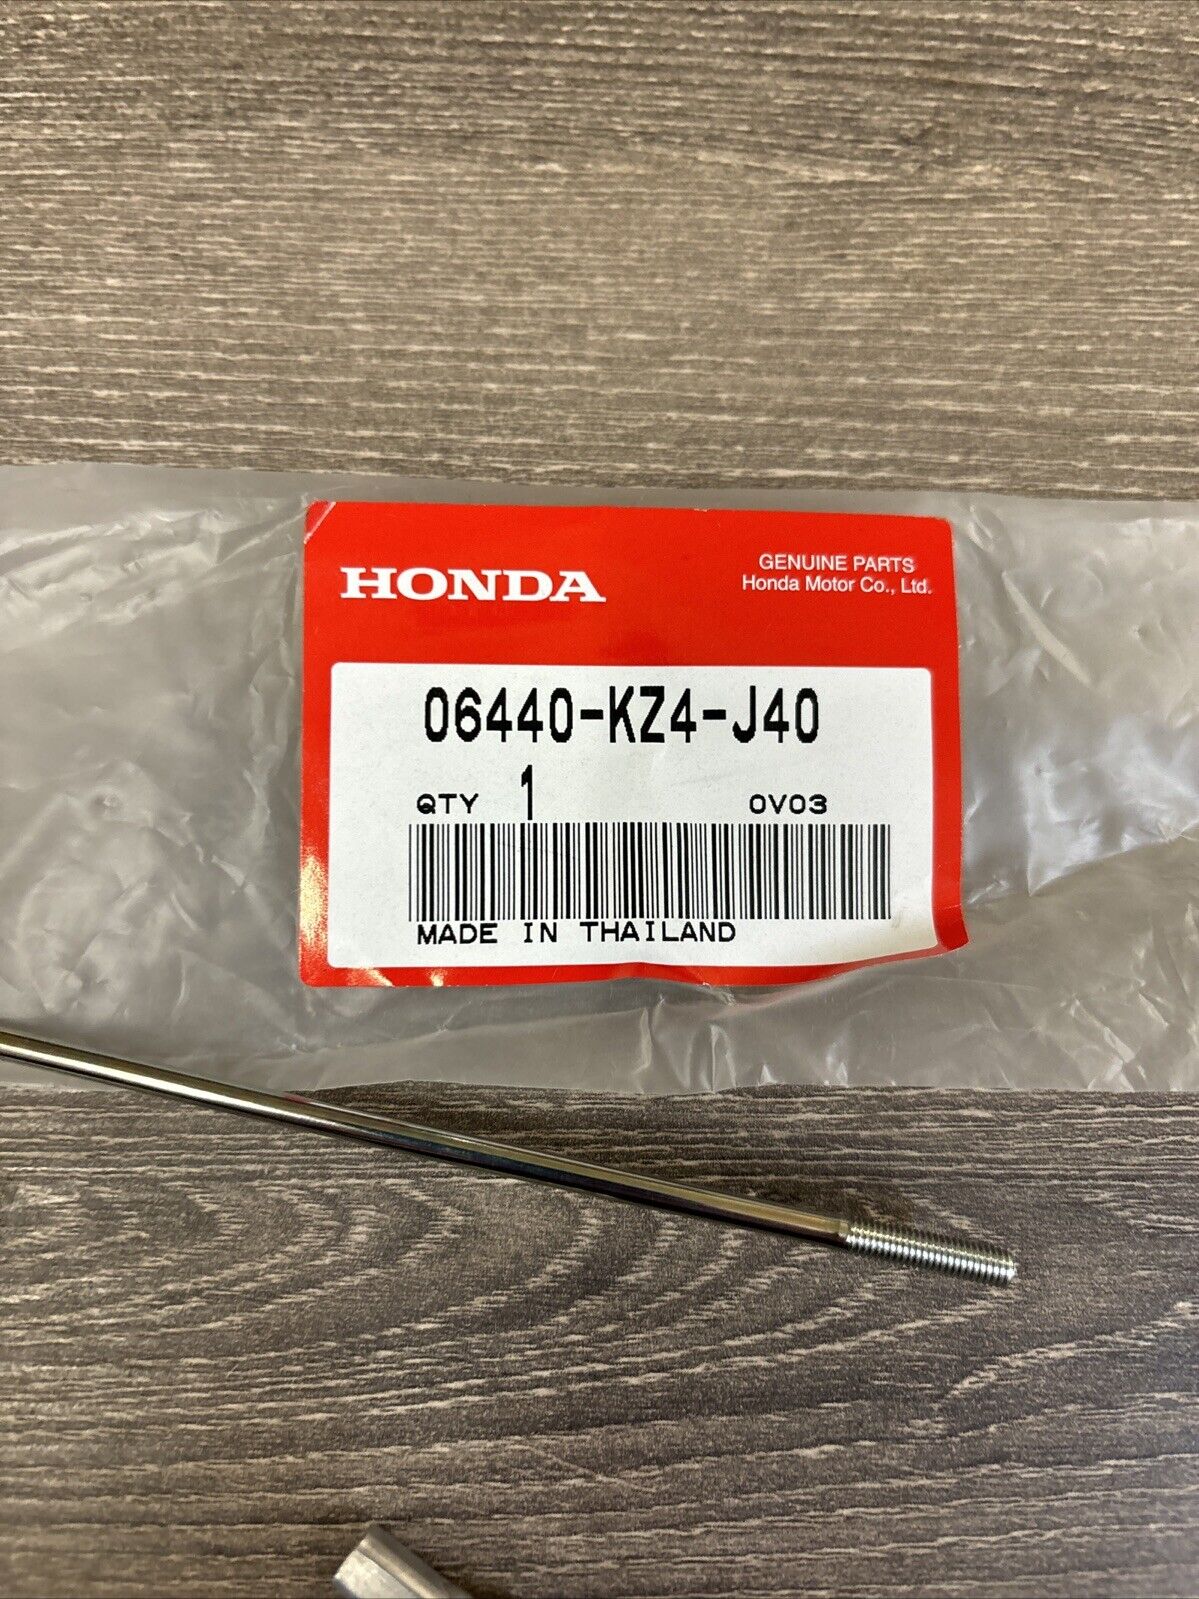 HONDA
GENUINE PARTS
Honda Motor Co., Ltd.
06440-KZ4-J40
QTY 1 0V03
MADE IN THAILAND